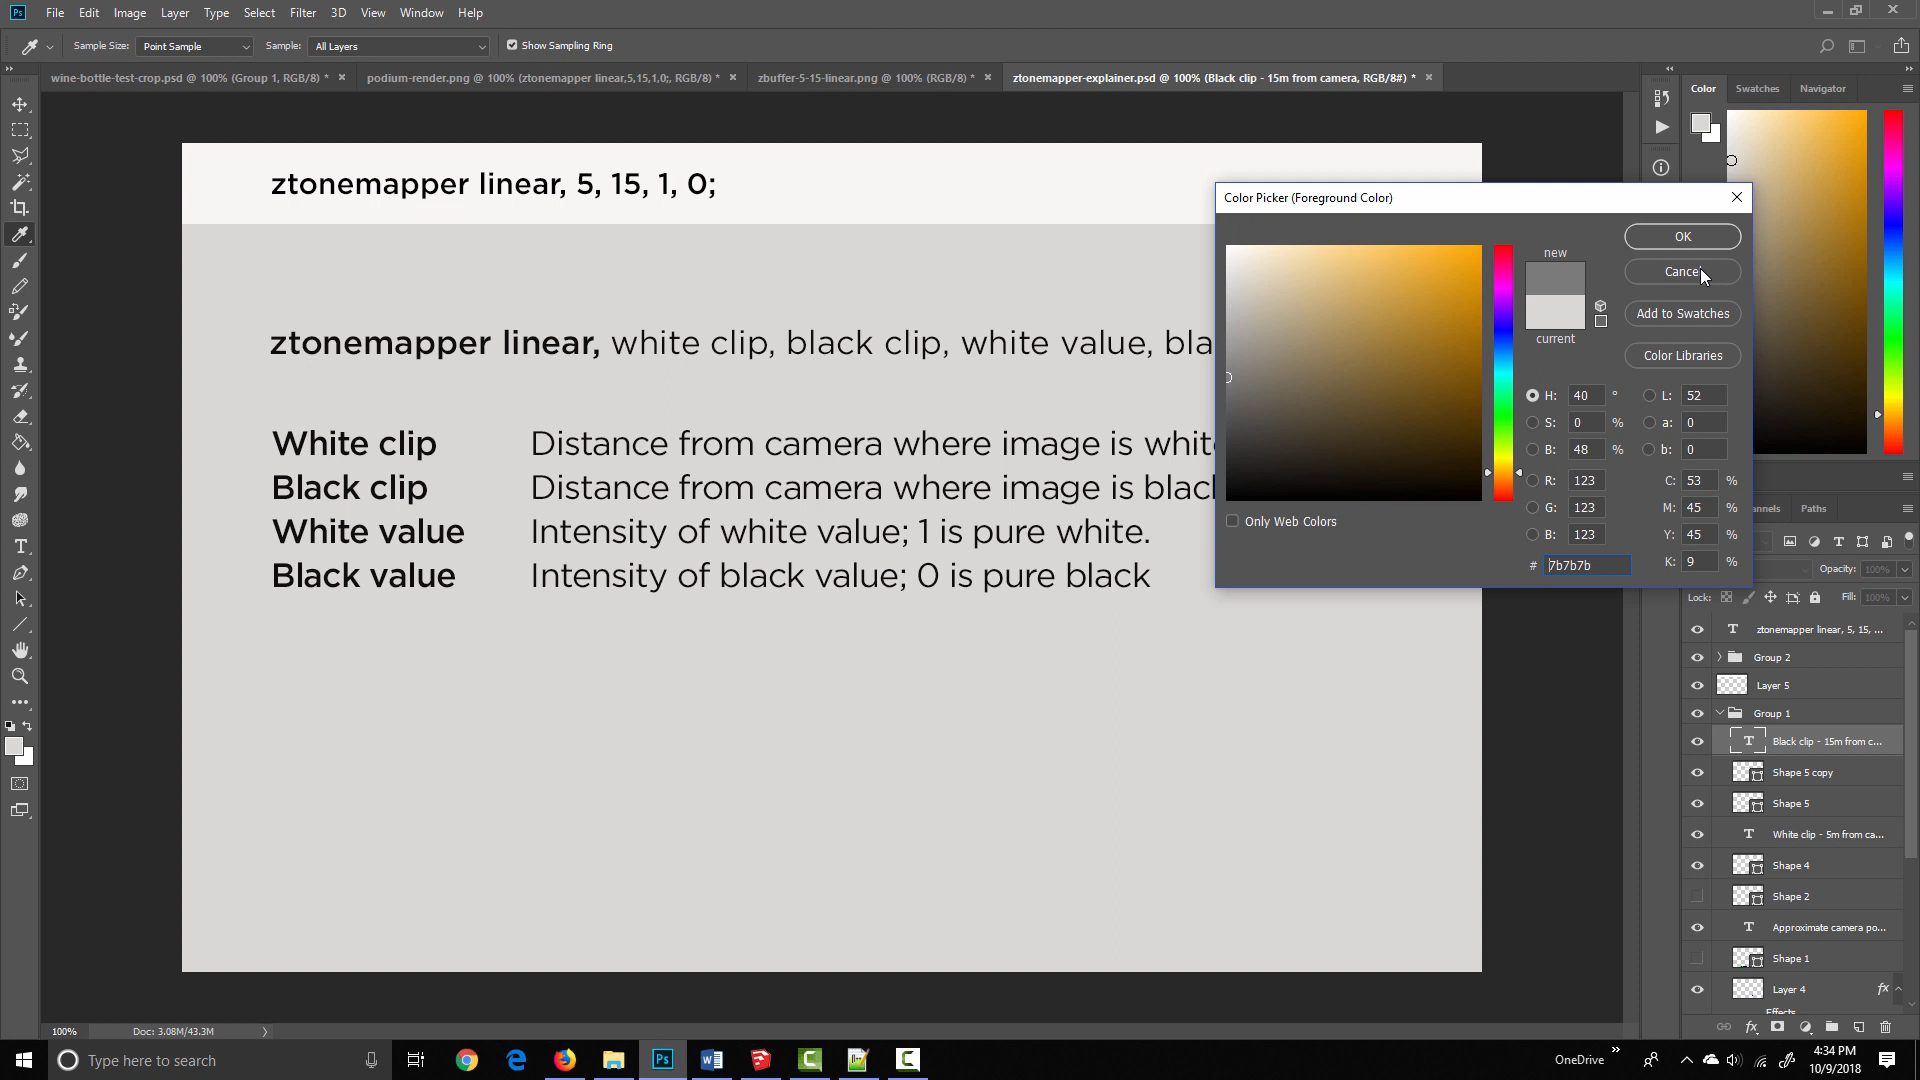 Ps File Edit Image Layer Type Select Filter 3D View Window Help
Sample Size: Point Sample Sample: All Layers Show Sampling Ring
wine-bottle-test-crop.psd @ 100% (Group 1, RGB/8) * podium-render.png @ 100% (ztonemapper linear,5,15,1,0;, RGB/8) * zbuffer-5-15-linear.png @ 100% (RGB/8) * ztonemapper-explainer.psd @ 100% (Black clip - 15m from camera, RGB/8#) *
Color Swatches Navigator
ztonemapper linear, 5, 15, 1, 0;
ztonemapper linear, white clip, black clip, white value, bla
White clip Distance from camera where image is white
Black clip Distance from camera where image is black
White value Intensity of white value; 1 is pure white.
Black value Intensity of black value; 0 is pure black
Color Picker (Foreground Color)
new
current
OK
Cancel
Add to Swatches
Color Libraries
H: 40 ° L: 52
S: 0 % a: 0
B: 48 % b: 0
R: 123 C: 53 %
G: 123 M: 45 %
B: 123 Y: 45 %
# 7b7b7b K: 9 %
Only Web Colors
annels Paths
Opacity: 100%
Lock: Fill: 100%
T ztonemapper linear, 5, 15, ...
Group 2
Layer 5
Group 1
T Black clip - 15m from c...
Shape 5 copy
Shape 5
T White clip - 5m from ca...
Shape 4
Shape 2
T Approximate camera po...
Shape 1
Layer 4 fx
Effects
100% Doc: 3.08M/43.3M
Type here to search
OneDrive
4:34 PM
10/9/2018